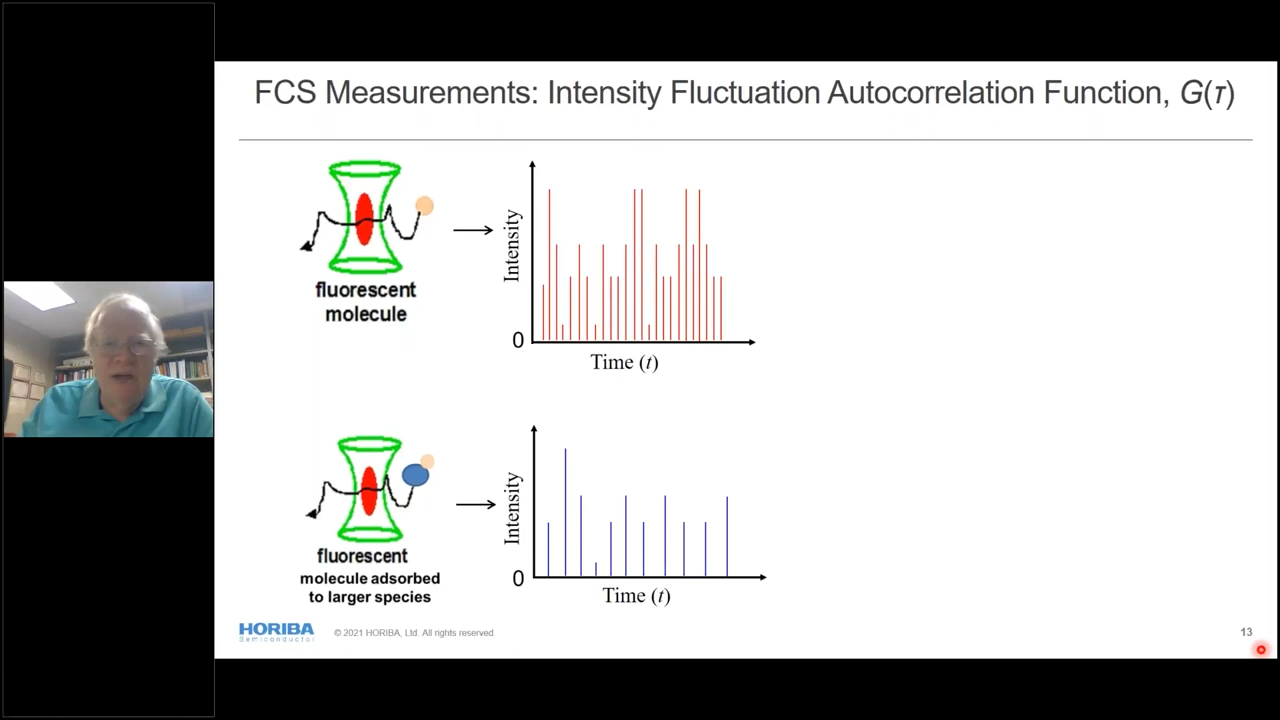 FCS Measurements: Intensity Fluctuation Autocorrelation Function, G(τ)
Intensity
0
Time (t)
fluorescent
molecule
Intensity
0
Time (t)
fluorescent
molecule adsorbed
to larger species
HORIBA
Semiconductor
© 2021 HORIBA, Ltd. All rights reserved.
13